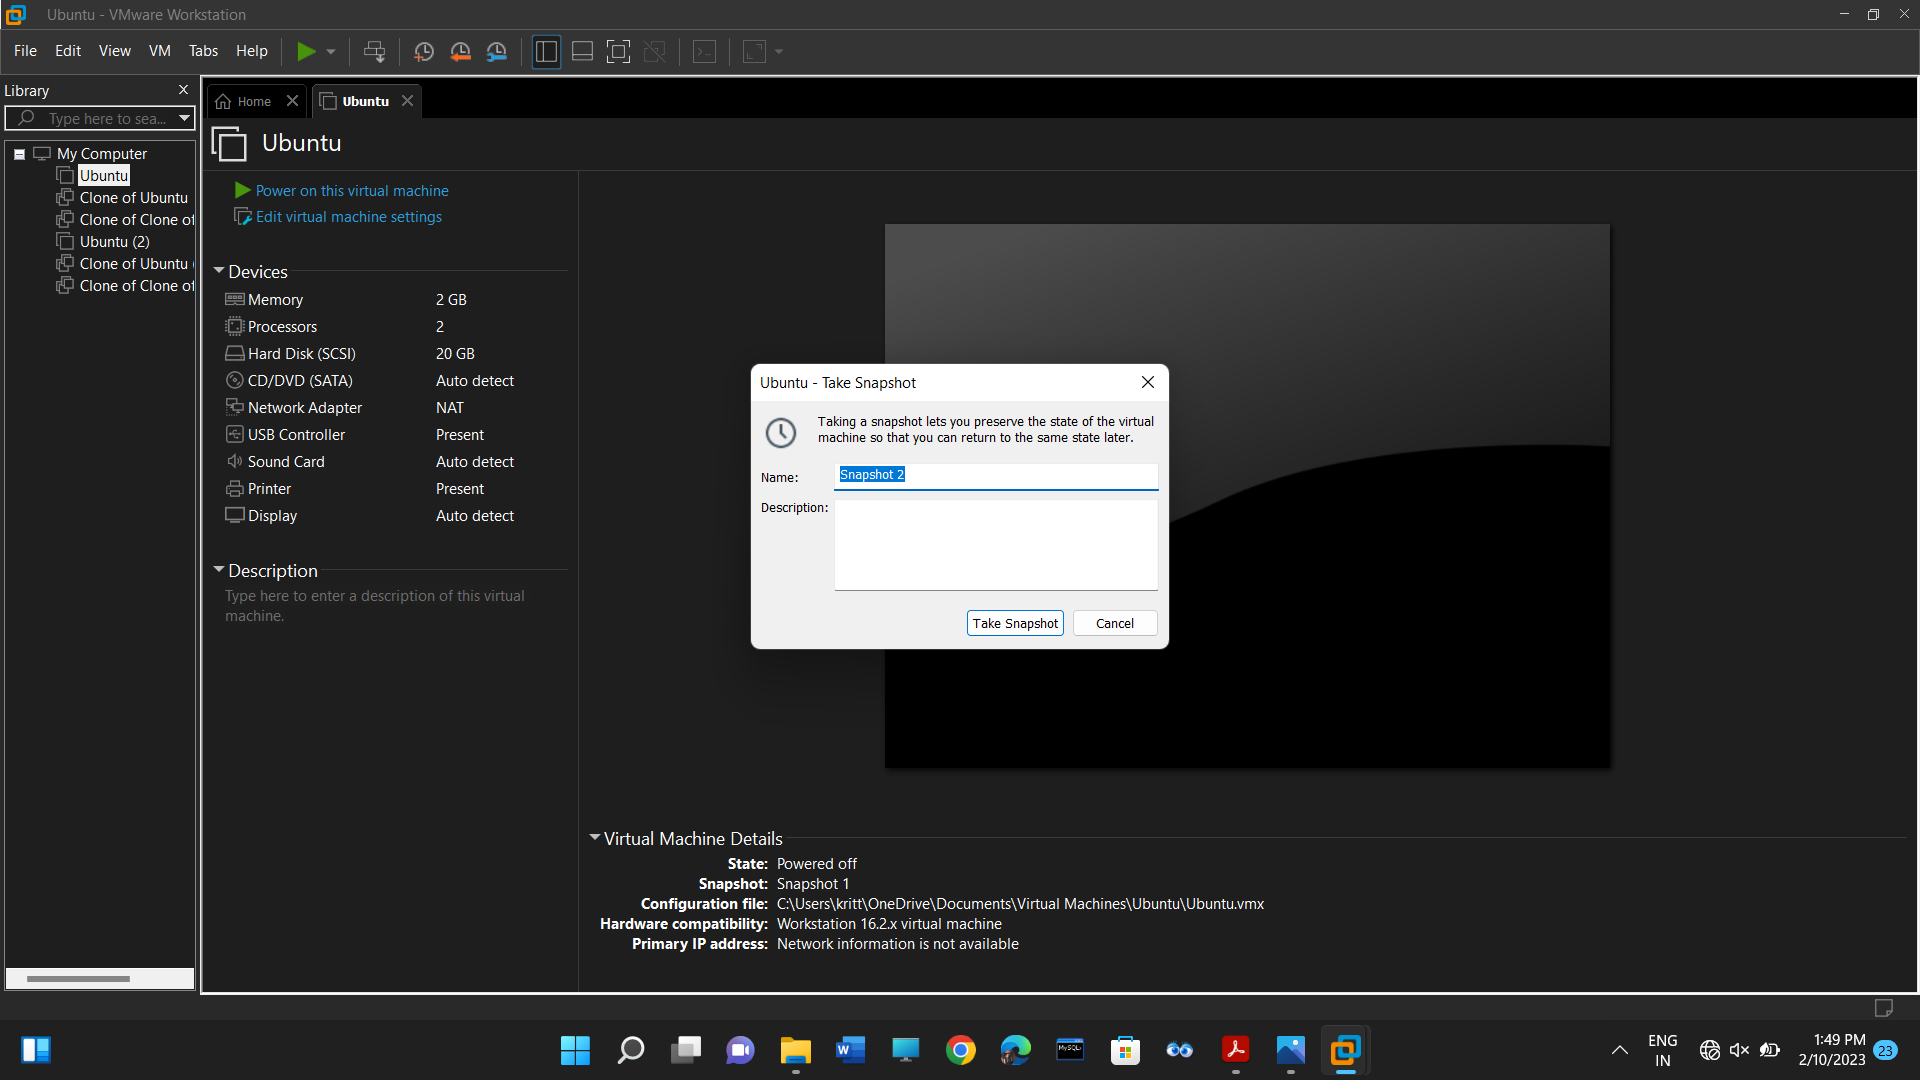 Ubuntu - VMware Workstation
File Edit View VM Tabs Help
Library
Type here to sea...
My Computer
Ubuntu
Clone of Ubuntu
Clone of Clone of
Ubuntu (2)
Clone of Ubuntu (
Clone of Clone of
Home
Ubuntu
Ubuntu
Power on this virtual machine
Edit virtual machine settings
Devices
Memory 2 GB
Processors 2
Hard Disk (SCSI) 20 GB
CD/DVD (SATA) Auto detect
Network Adapter NAT
USB Controller Present
Sound Card Auto detect
Printer Present
Display Auto detect
Description
Type here to enter a description of this virtual
machine.
Ubuntu - Take Snapshot
Taking a snapshot lets you preserve the state of the virtual
machine so that you can return to the same state later.
Name: Snapshot 2
Description:
Take Snapshot Cancel
Virtual Machine Details
State: Powered off
Snapshot: Snapshot 1
Configuration file: C:\Users\kritt\OneDrive\Documents\Virtual Machines\Ubuntu\Ubuntu.vmx
Hardware compatibility: Workstation 16.2.x virtual machine
Primary IP address: Network information is not available
MySQL
ENG
IN
1:49 PM
2/10/2023
23